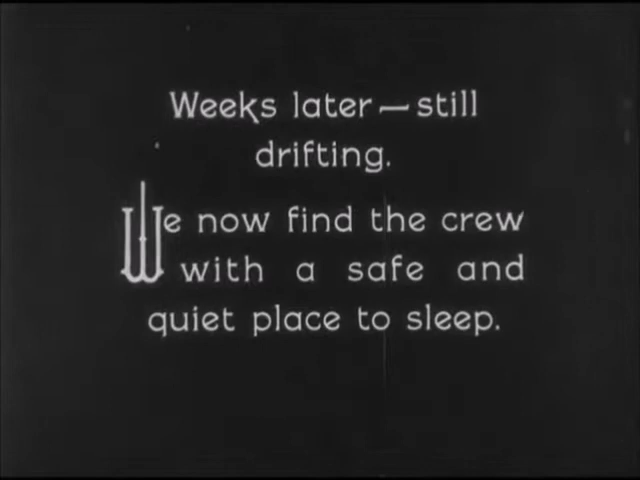 Weeks later — still
drifting.
We now find the crew
with a safe and
quiet place to sleep.